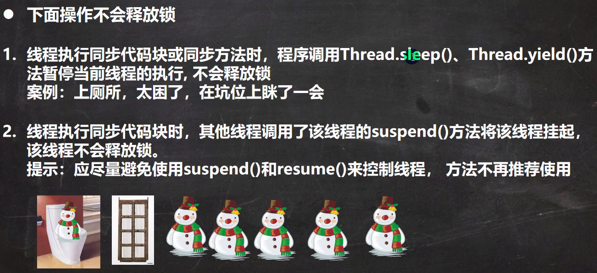 ● 下面操作不会释放锁
1. 线程执行同步代码块或同步方法时，程序调用Thread.sleep()、Thread.yield()方
法暂停当前线程的执行, 不会释放锁
案例：上厕所，太困了，在坑位上眯了一会
2. 线程执行同步代码块时，其他线程调用了该线程的suspend()方法将该线程挂起，
该线程不会释放锁。
提示：应尽量避免使用suspend()和resume()来控制线程， 方法不再推荐使用